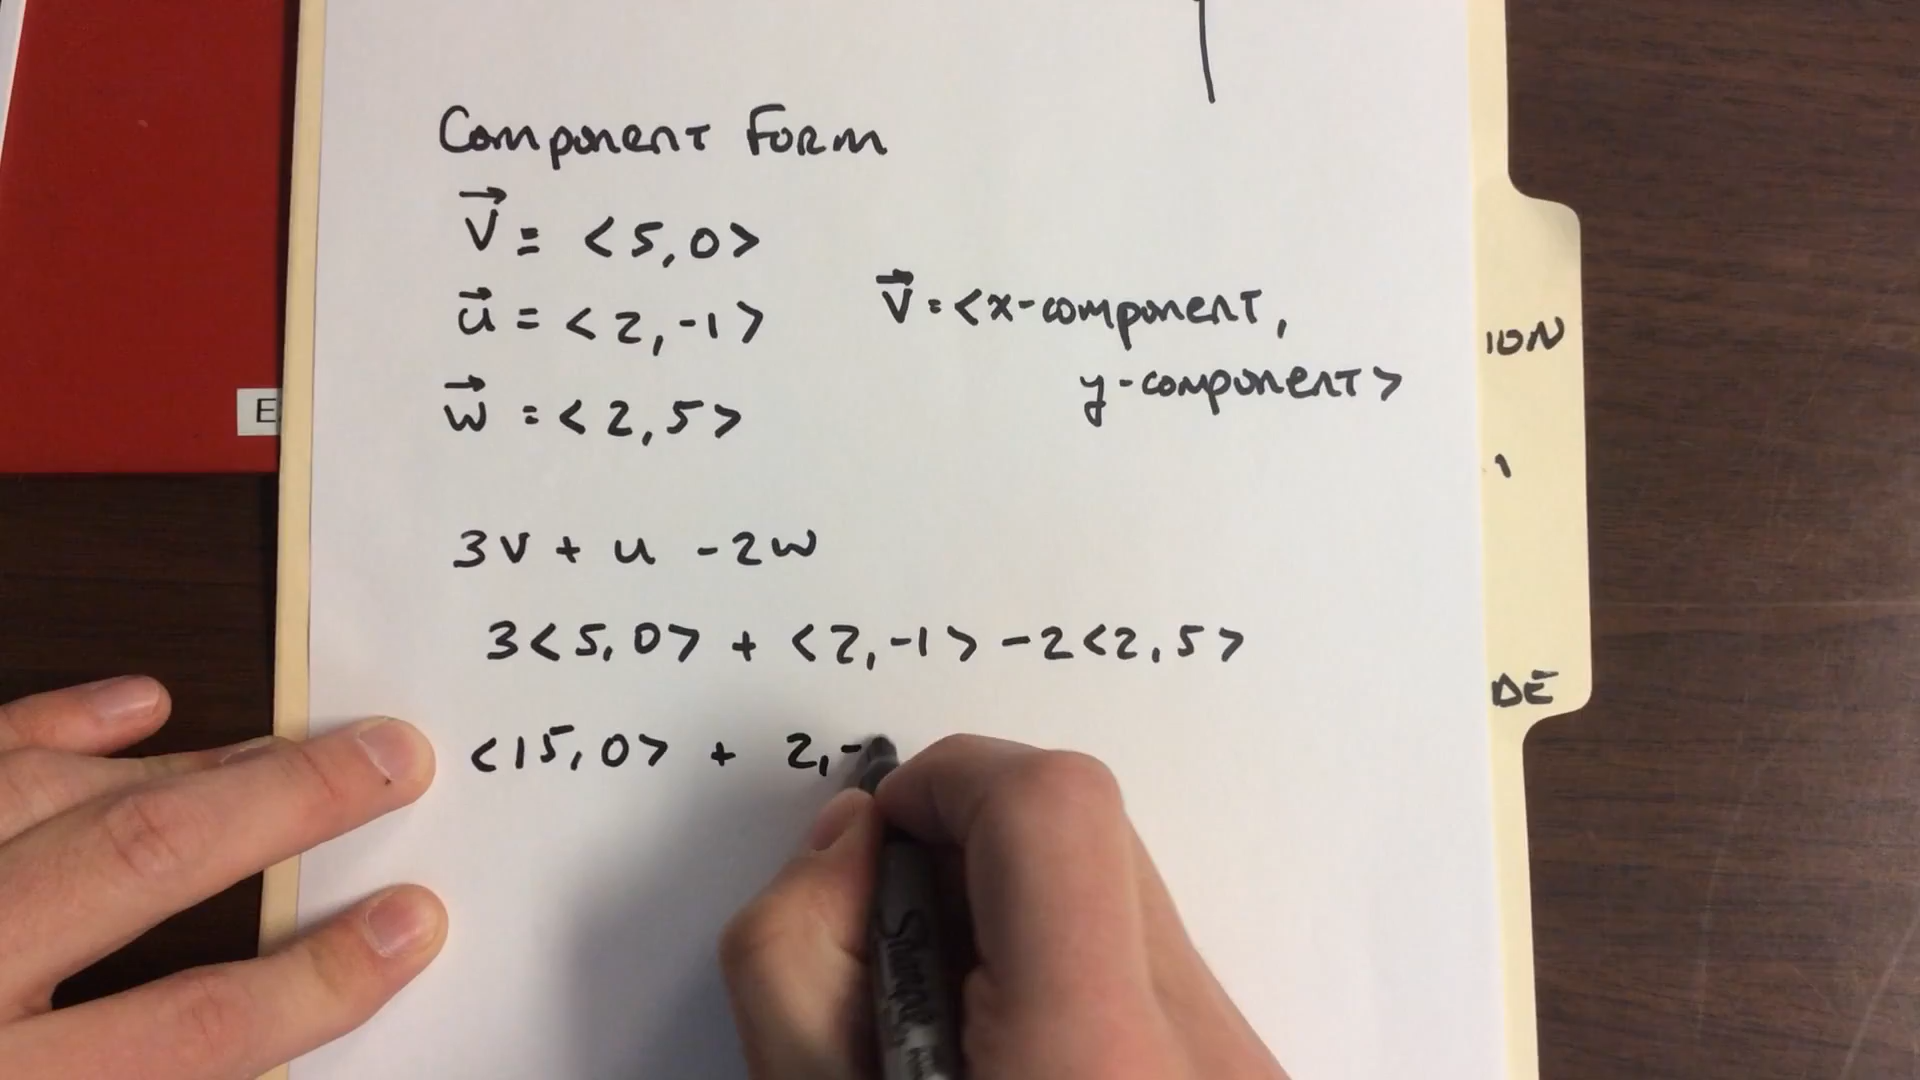 Component Form
V = <5,0>
u = <2,-1>
w = <2,5>
V = <x-component,
y-component>
3v + u - 2w
3<5,0> + <2,-1> -2<2,5>
<15,0> + 2,-
ION
DE
E
Sharpie